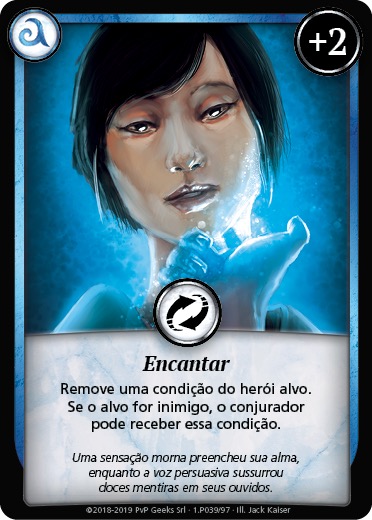 +2
Encantar
Remove uma condição do herói alvo.
Se o alvo for inimigo, o conjurador
pode receber essa condição.
Uma sensação morna preencheu sua alma,
enquanto a voz persuasiva sussurrou
doces mentiras em seus ouvidos.
©2018-2019 PvP Geeks Srl · 1.P039/97 · Ill. Jack Kaiser